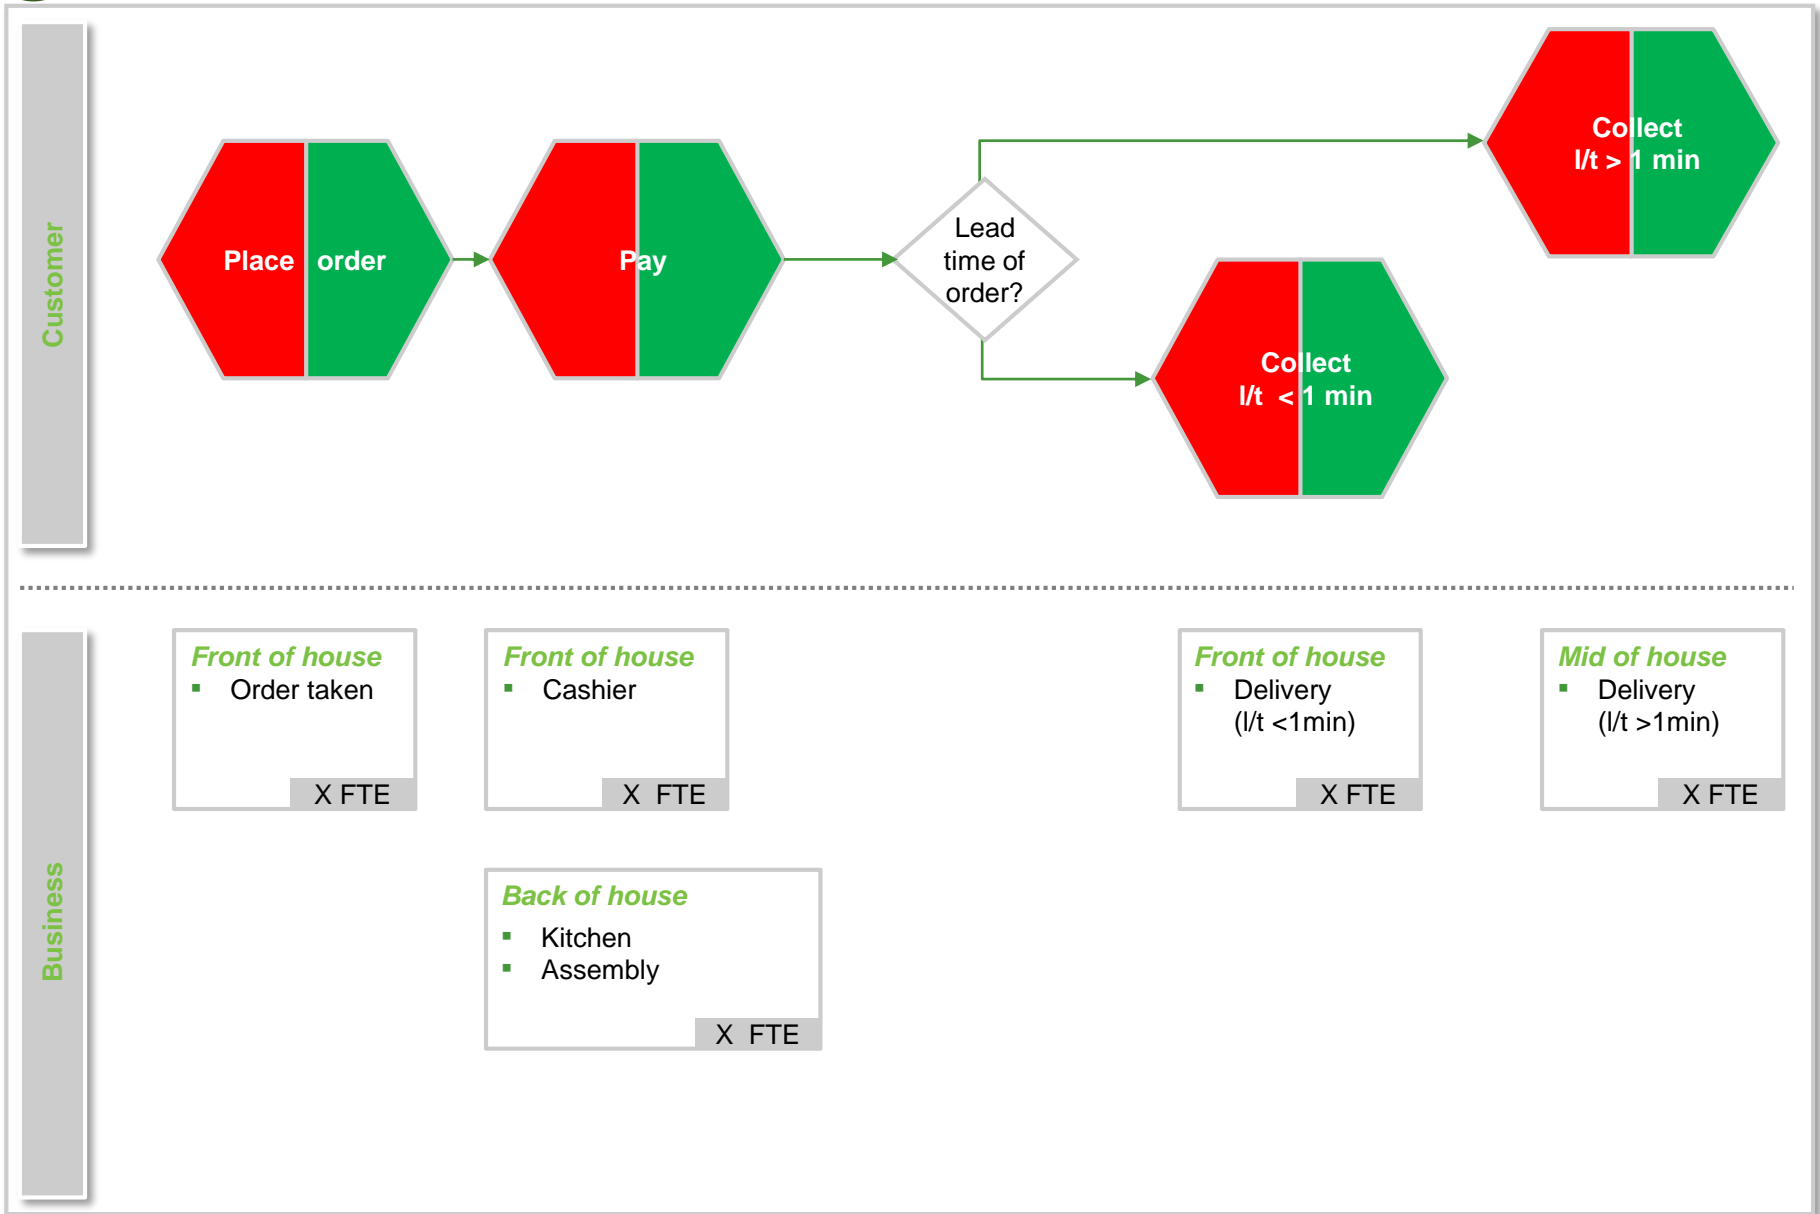 Customer
Place order
Pay
Lead
time of
order?
Collect
l/t > 1 min
Collect
l/t < 1 min
Business
Front of house
▪ Order taken
X FTE
Front of house
▪ Cashier
X FTE
Front of house
▪ Delivery
(l/t <1min)
X FTE
Mid of house
▪ Delivery
(l/t >1min)
X FTE
Back of house
▪ Kitchen
▪ Assembly
X FTE